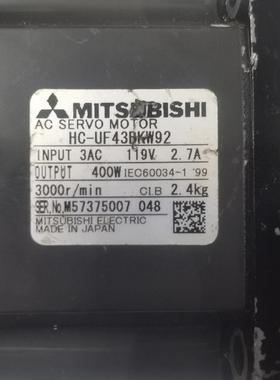 MITSUBISHI
AC SERVO MOTOR
HC-UF43BKW92
INPUT 3AC 119V 2.7A
OUTPUT 400W IEC60034-1 '99
3000r/min CI.B 2.4kg
SER.No.M57375007 048
MITSUBISHI ELECTRIC
MADE IN JAPAN